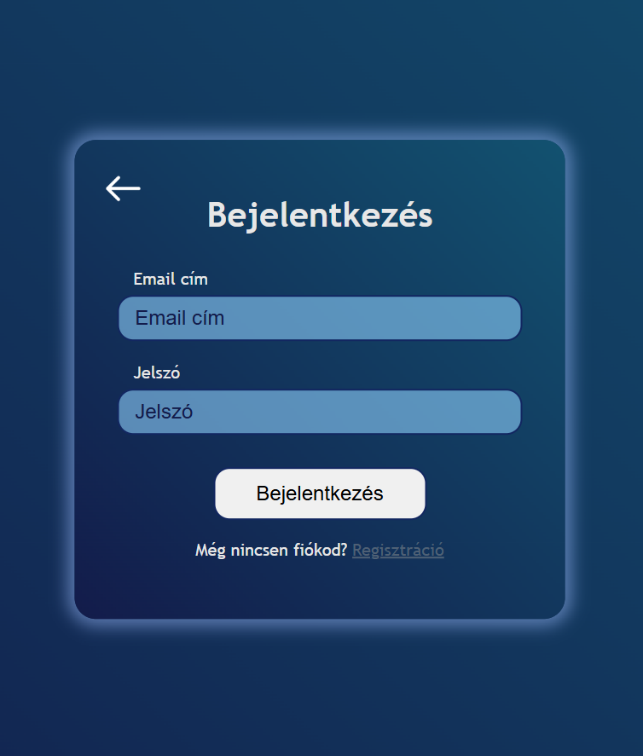 Bejelentkezés
Email cím
Email cím
Jelszó
Jelszó
Bejelentkezés
Még nincsen fiókod? Regisztráció